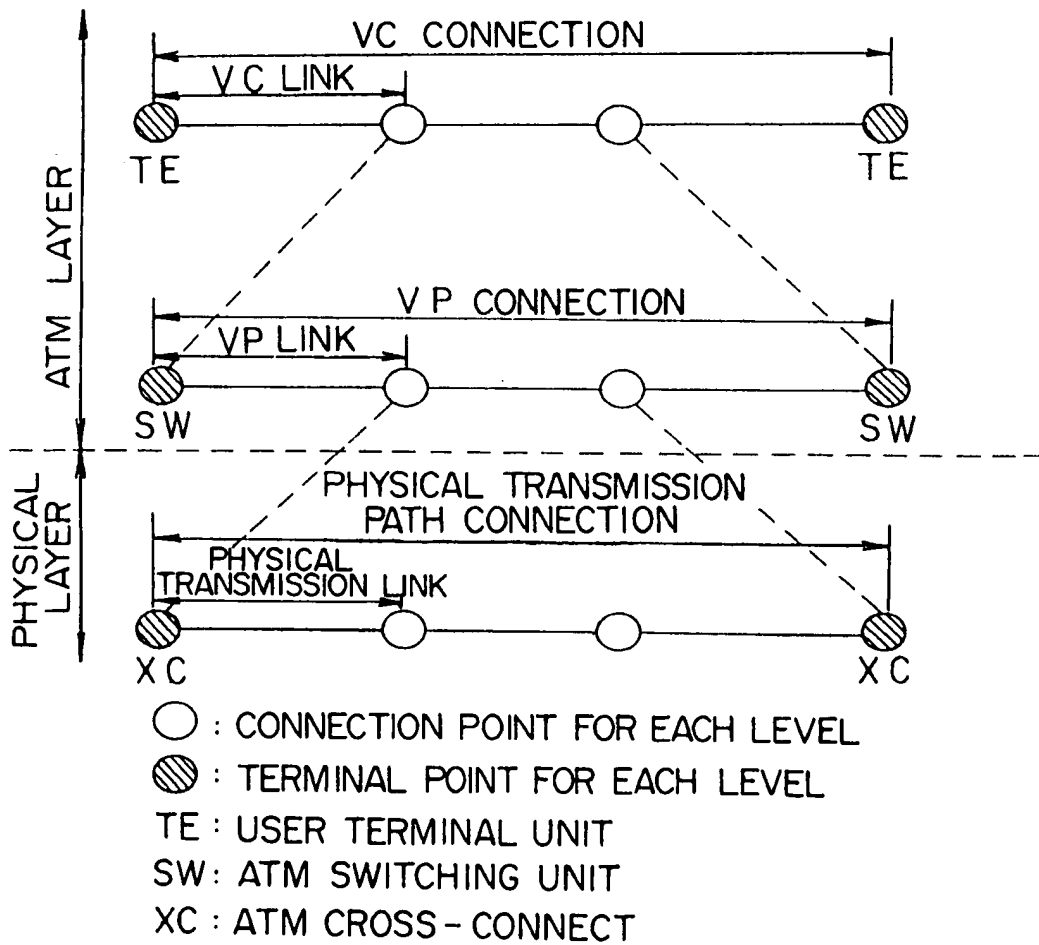 VC CONNECTION
VC LINK
TE
TE
ATM LAYER
VP CONNECTION
VP LINK
SW
SW
PHYSICAL TRANSMISSION
PATH CONNECTION
PHYSICAL
TRANSMISSION LINK
PHYSICAL
LAYER
XC
XC
: CONNECTION POINT FOR EACH LEVEL
: TERMINAL POINT FOR EACH LEVEL
TE : USER TERMINAL UNIT
SW: ATM SWITCHING UNIT
XC : ATM CROSS-CONNECT